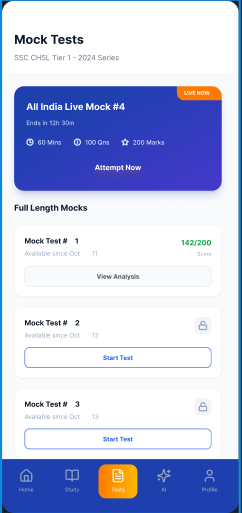 Mock Tests
SSC CHSL Tier 1 - 2024 Series
LIVE NOW
All India Live Mock #4
Ends in 12h 30m
60 Mins 100 Qns 200 Marks
Attempt Now
Full Length Mocks
Mock Test # 1 142/200
Available since Oct 11 Score
View Analysis
Mock Test # 2
Available since Oct 12
Start Test
Mock Test # 3
Available since Oct 13
Start Test
Home Study Tests AI Profile